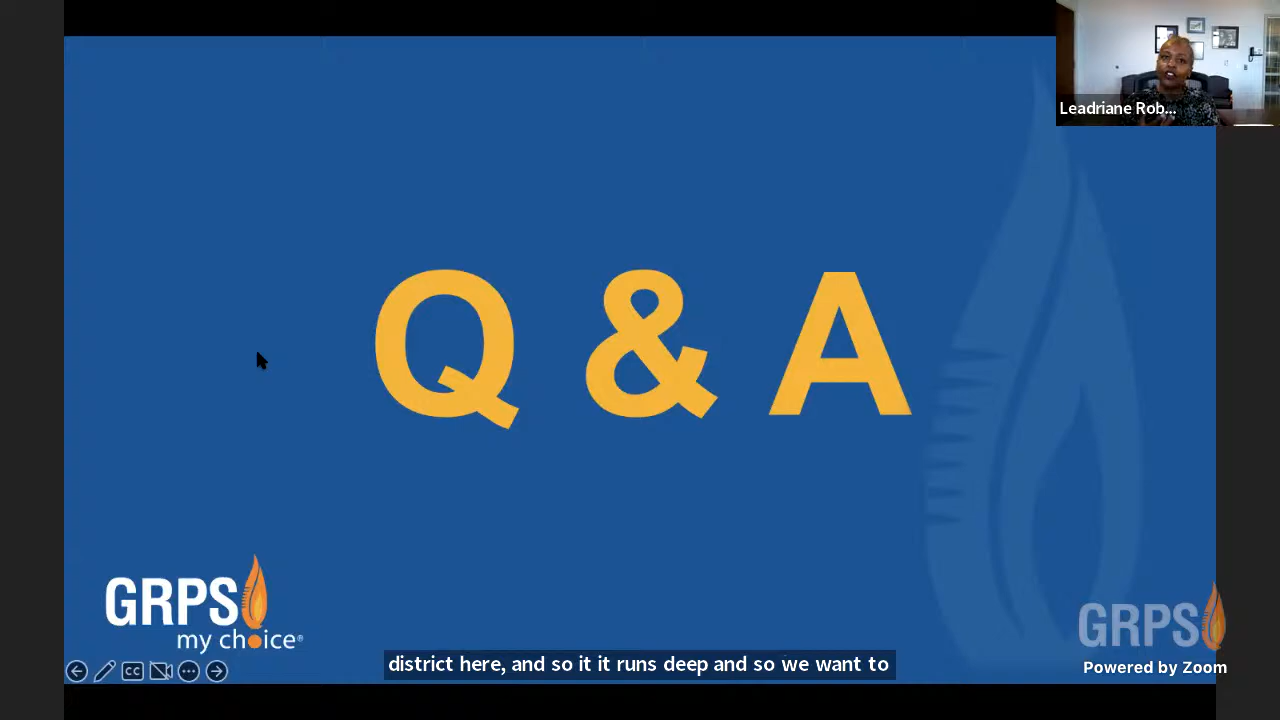 Leadriane Rob...
Q & A
GRPS
my choice®
GRPS
Powered by Zoom
CC
district here, and so it it runs deep and so we want to